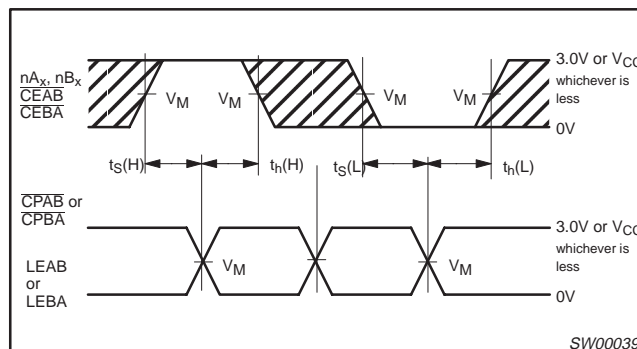 nAx, nBx
CEAB
CEBA
VM
VM
VM
VM
3.0V or VCC
whichever is
less
0V
tS(H)
th(H)
tS(L)
th(L)
CPAB or
CPBA
LEAB
or
LEBA
VM
VM
3.0V or VCC
whichever is
less
0V
SW00039